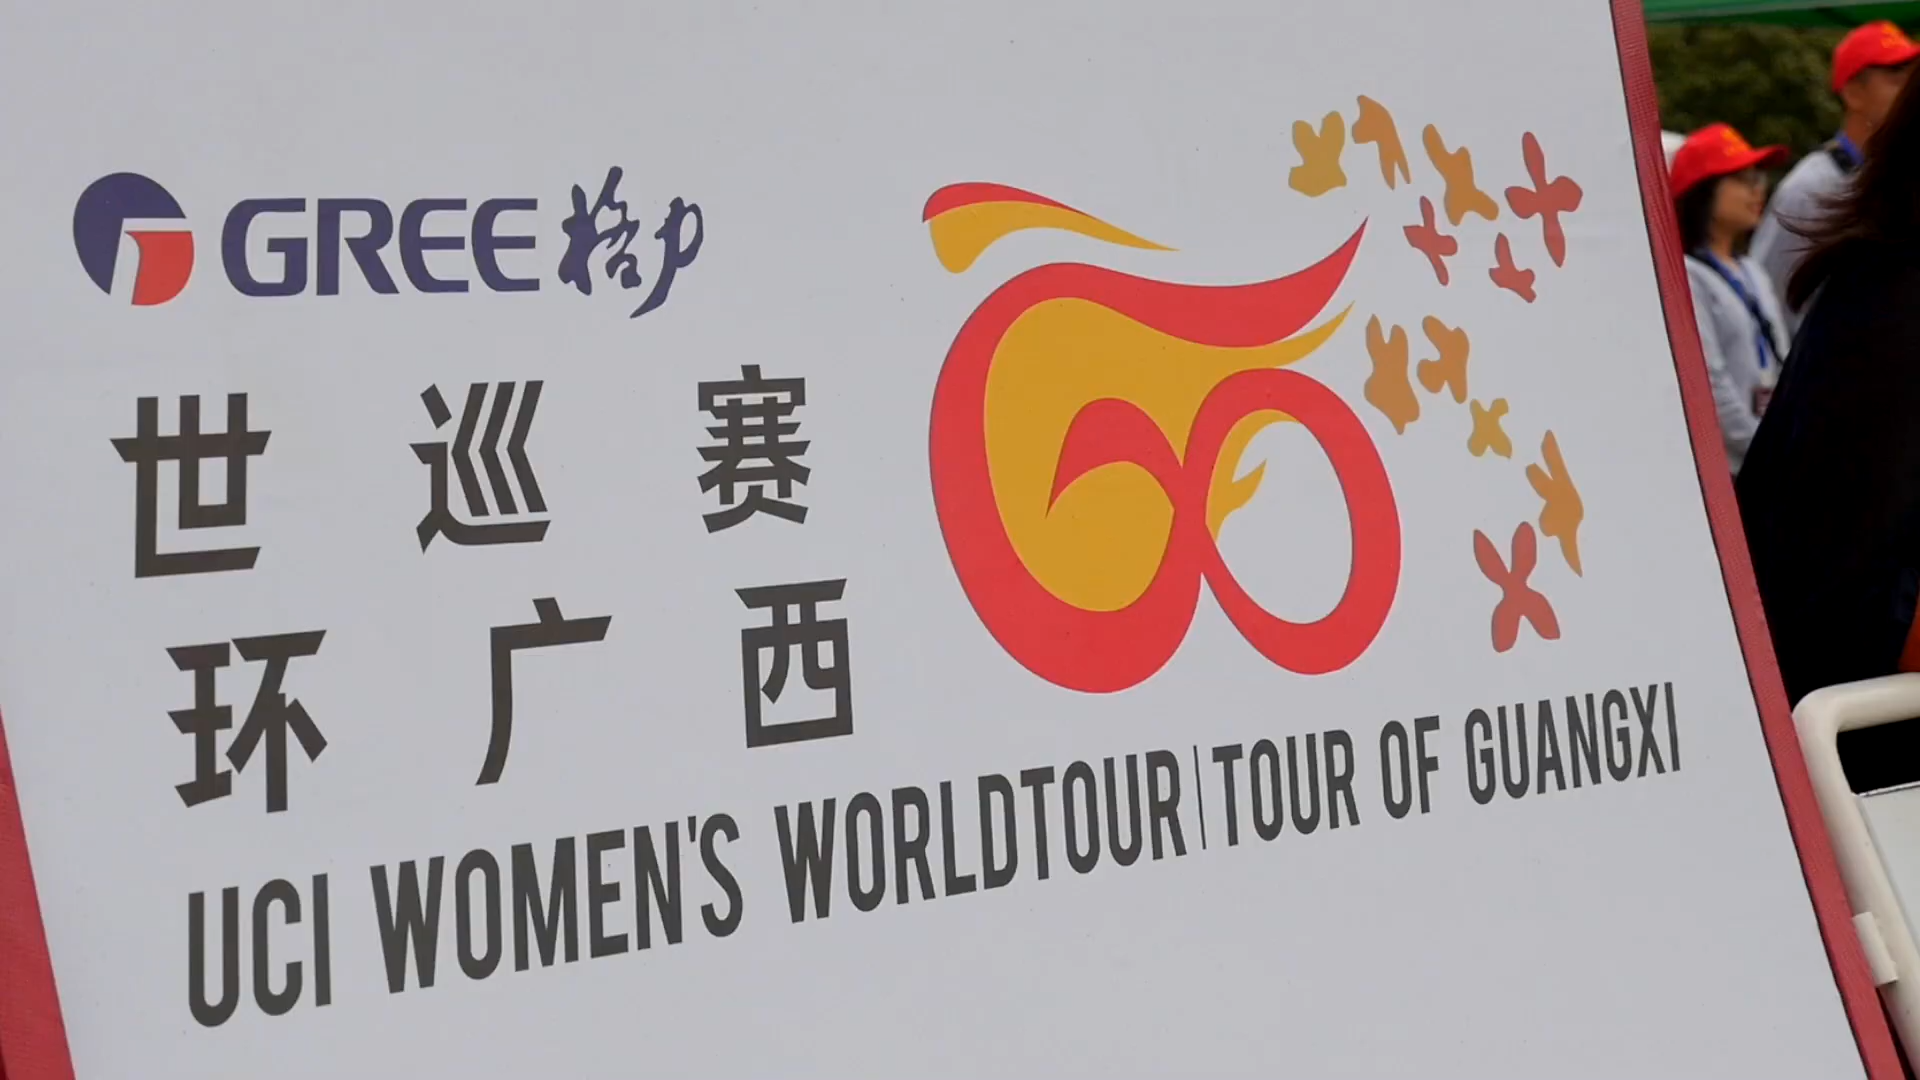 GREE 格力
世巡赛
环广西
UCI WOMEN'S WORLDTOUR | TOUR OF GUANGXI